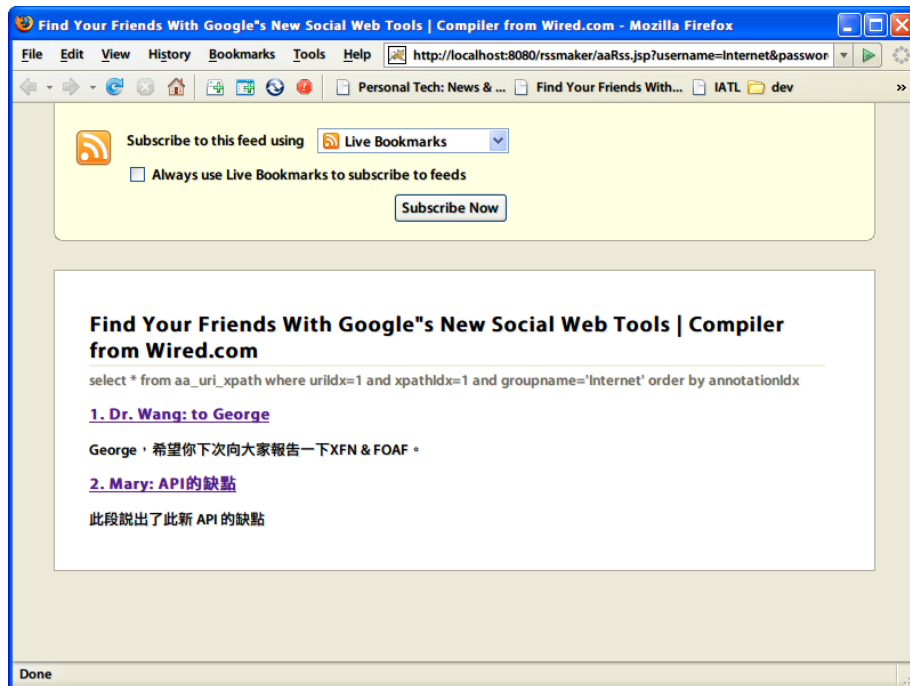 Find Your Friends With Google"s New Social Web Tools | Compiler from Wired.com - Mozilla Firefox
File Edit View History Bookmarks Tools Help http://localhost:8080/rssmaker/aaRss.jsp?username=Internet&passwor
Personal Tech: News & ... Find Your Friends With... IATL dev »
Subscribe to this feed using Live Bookmarks
Always use Live Bookmarks to subscribe to feeds
Subscribe Now
Find Your Friends With Google"s New Social Web Tools | Compiler
from Wired.com
select * from aa_uri_xpath where uriIdx=1 and xpathIdx=1 and groupname='Internet' order by annotationIdx
1. Dr. Wang: to George
George，希望你下次向大家報告一下XFN & FOAF。
2. Mary: API的缺點
此段説出了此新 API 的缺點
Done